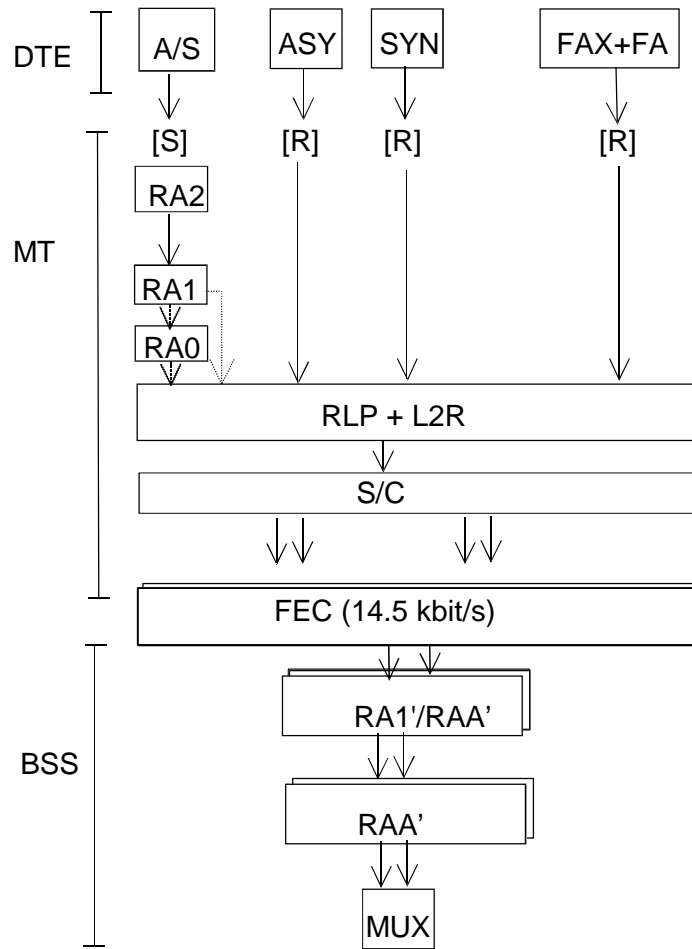 DTE
A/S ASY SYN FAX+FA
[S] [R] [R] [R]
RA2
MT
RA1
RA0
RLP + L2R
S/C
FEC (14.5 kbit/s)
RA1'/RAA’
BSS
RAA’
MUX